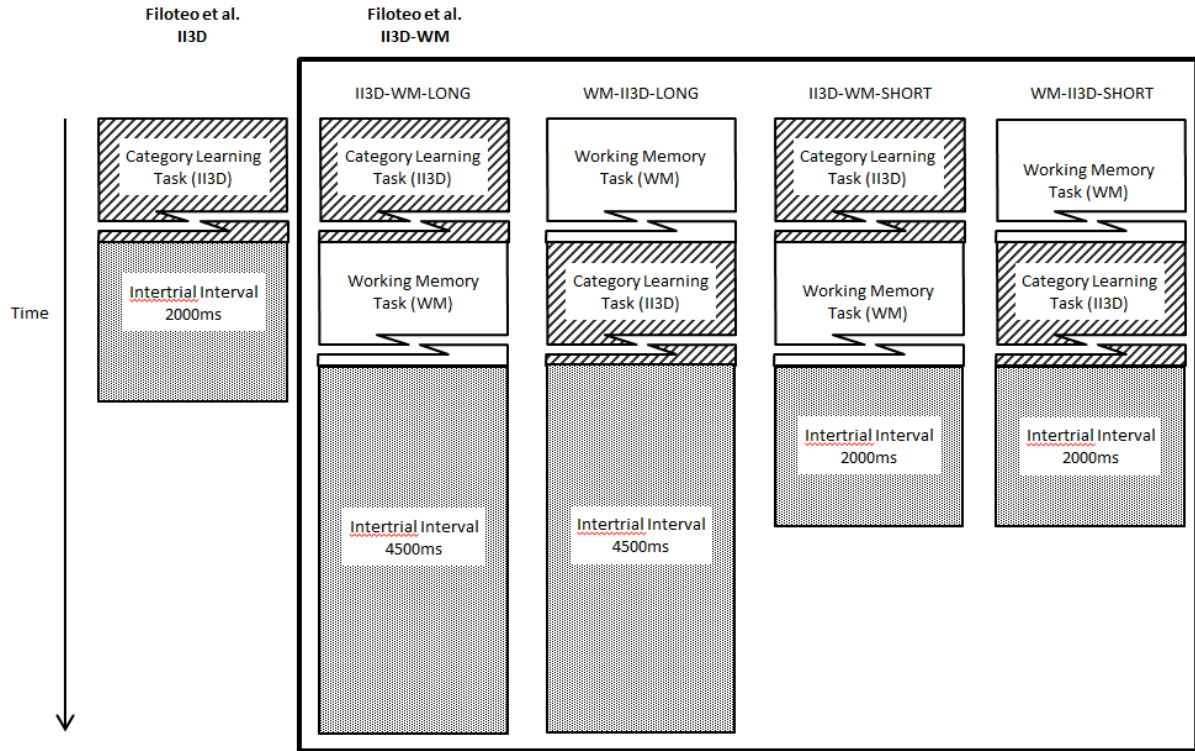 Filoteo et al.
II3D
Filoteo et al.
II3D-WM
II3D-WM-LONG
WM-II3D-LONG
II3D-WM-SHORT
WM-II3D-SHORT
Time
Category Learning
Task (II3D)
Intertrial Interval
2000ms
Category Learning
Task (II3D)
Working Memory
Task (WM)
Intertrial Interval
4500ms
Working Memory
Task (WM)
Category Learning
Task (II3D)
Intertrial Interval
4500ms
Category Learning
Task (II3D)
Working Memory
Task (WM)
Intertrial Interval
2000ms
Working Memory
Task (WM)
Category Learning
Task (II3D)
Intertrial Interval
2000ms